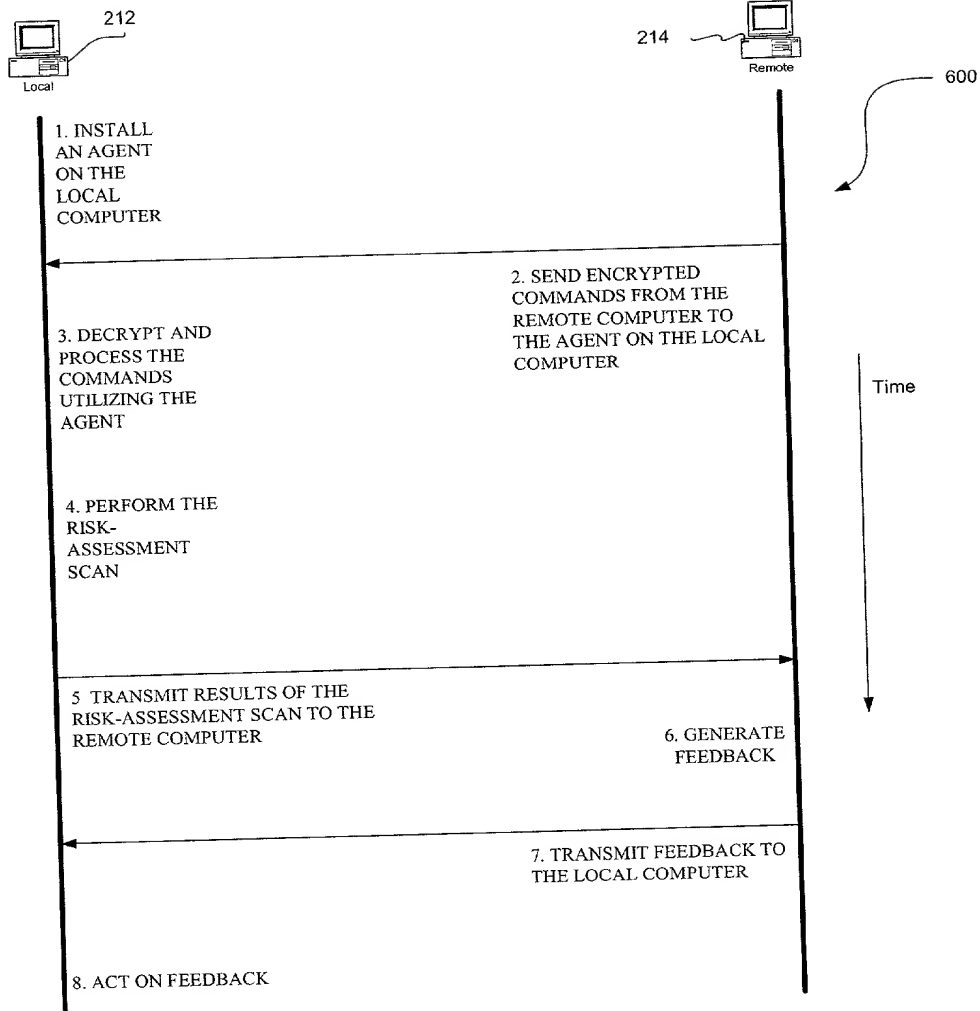 212
214
Local
Remote
600
1. INSTALL
AN AGENT
ON THE
LOCAL
COMPUTER
2. SEND ENCRYPTED
COMMANDS FROM THE
REMOTE COMPUTER TO
THE AGENT ON THE LOCAL
COMPUTER
3. DECRYPT AND
PROCESS THE
COMMANDS
UTILIZING THE
AGENT
Time
4. PERFORM THE
RISK-
ASSESSMENT
SCAN
5 TRANSMIT RESULTS OF THE
RISK-ASSESSMENT SCAN TO THE
REMOTE COMPUTER
6. GENERATE
FEEDBACK
7. TRANSMIT FEEDBACK TO
THE LOCAL COMPUTER
8. ACT ON FEEDBACK